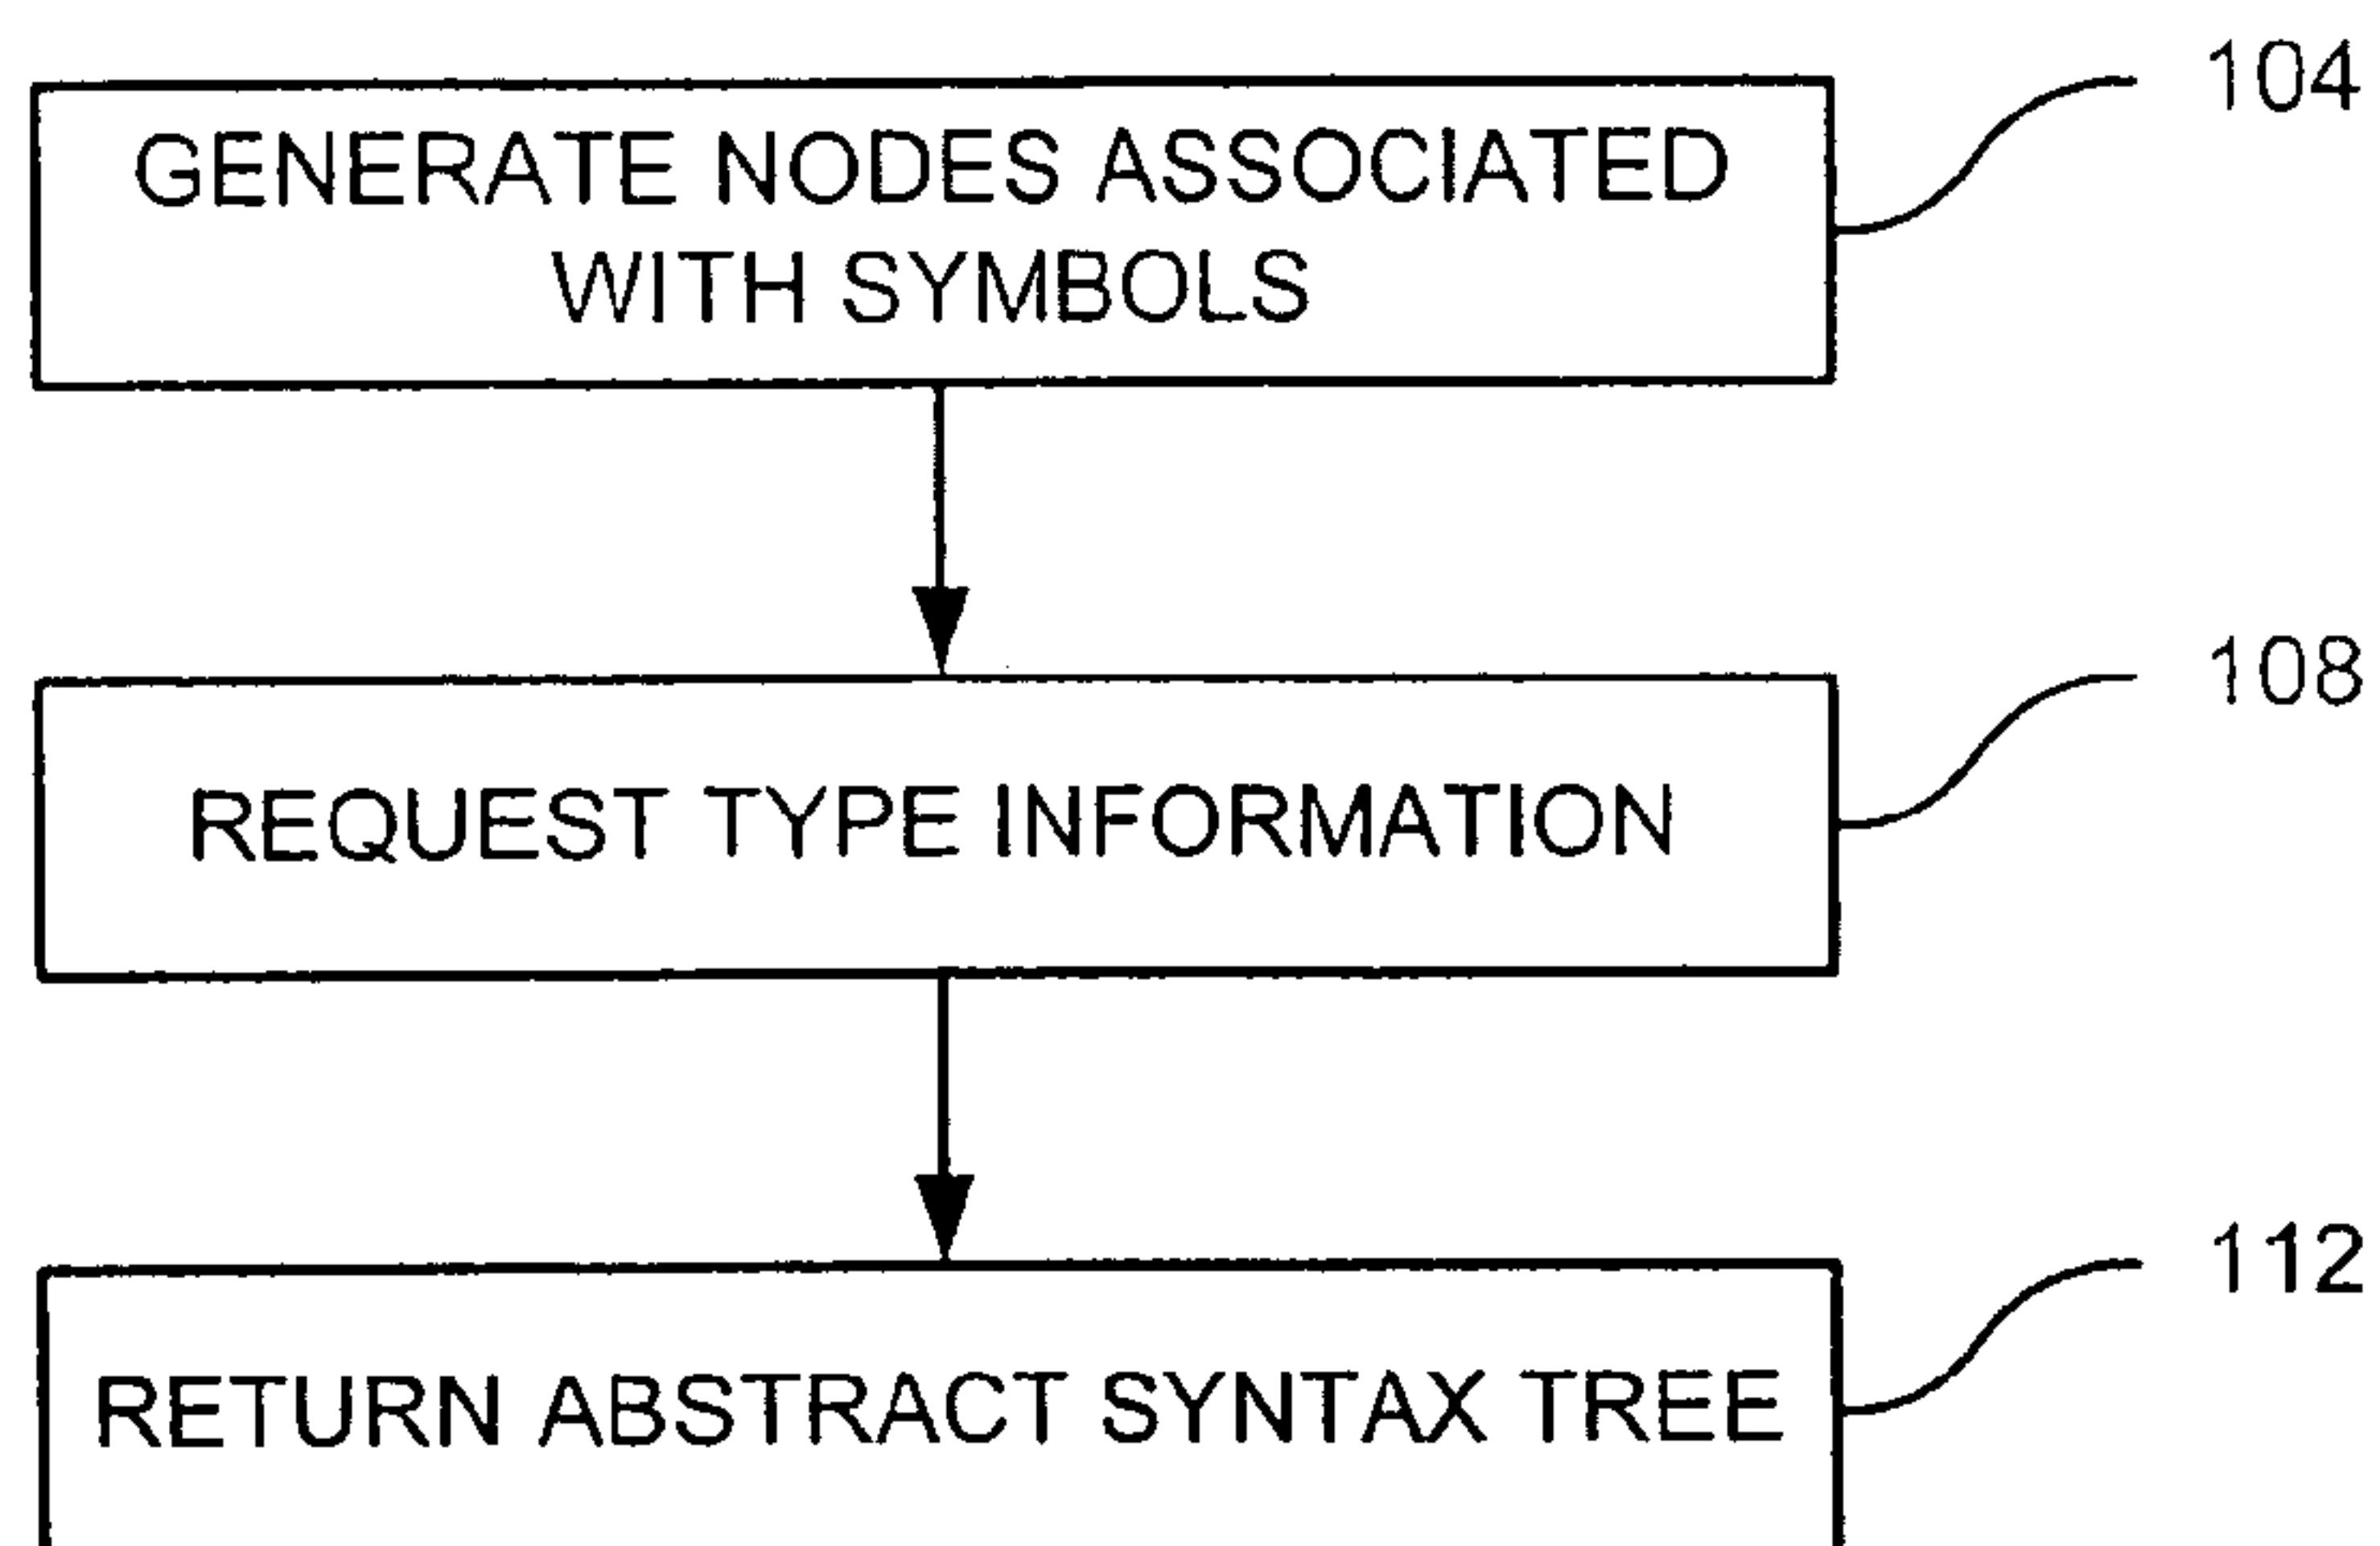 104
GENERATE NODES ASSOCIATED
WITH SYMBOLS
108
REQUEST TYPE INFORMATION
112
RETURN ABSTRACT SYNTAX TREE